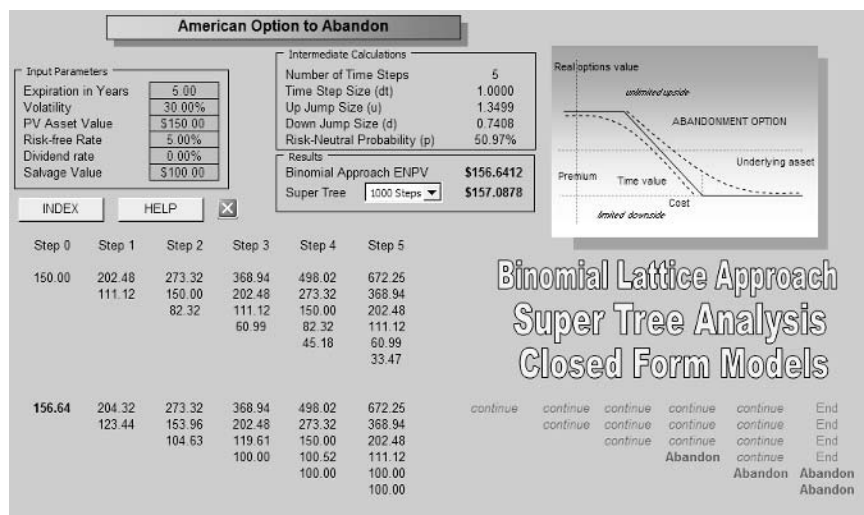 American Option to Abandon
Input Parameters
Expiration in Years 5.00
Volatility 30.00%
PV Asset Value $150.00
Risk-free Rate 5.00%
Dividend rate 0.00%
Salvage Value $100.00
Intermediate Calculations
Number of Time Steps 5
Time Step Size (dt) 1.0000
Up Jump Size (u) 1.3499
Down Jump Size (d) 0.7408
Risk-Neutral Probability (p) 50.97%
Results
Binomial Approach ENPV $156.6412
Super Tree 1000 Steps $157.0878
Real options value
unlimited upside
ABANDONMENT OPTION
Underlying asset
Premium
Time value
Cost
limited downside
INDEX HELP
Step 0 Step 1 Step 2 Step 3 Step 4 Step 5
150.00 202.48 273.32 368.94 498.02 672.25
111.12 150.00 202.48 273.32 368.94
82.32 111.12 150.00 202.48
60.99 82.32 111.12
45.18 60.99
33.47
Binomial Lattice Approach
Super Tree Analysis
Closed Form Models
156.64 204.32 273.32 368.94 498.02 672.25 continue continue continue continue continue End
123.44 153.96 202.48 273.32 368.94 continue continue continue continue End
104.63 119.61 150.00 202.48 continue continue continue End
100.00 100.52 111.12 Abandon continue End
100.00 100.00 Abandon Abandon
100.00 Abandon